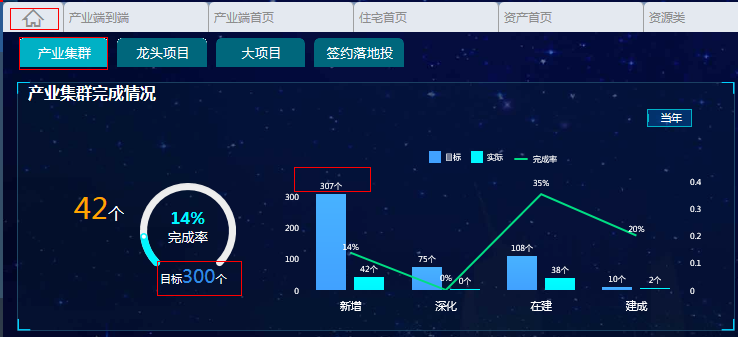 产业端到端 产业端首页 住宅首页 资产首页 资源类
产业集群 龙头项目 大项目 签约落地投
产业集群完成情况
当年
目标 实际 完成率
42个
14%
完成率
目标300个
300
200
100
0
0.4
0.3
0.2
0.1
0
307个
14%
42个
75个
0%
0个
108个
35%
38个
10个
20%
2个
新增 深化 在建 建成